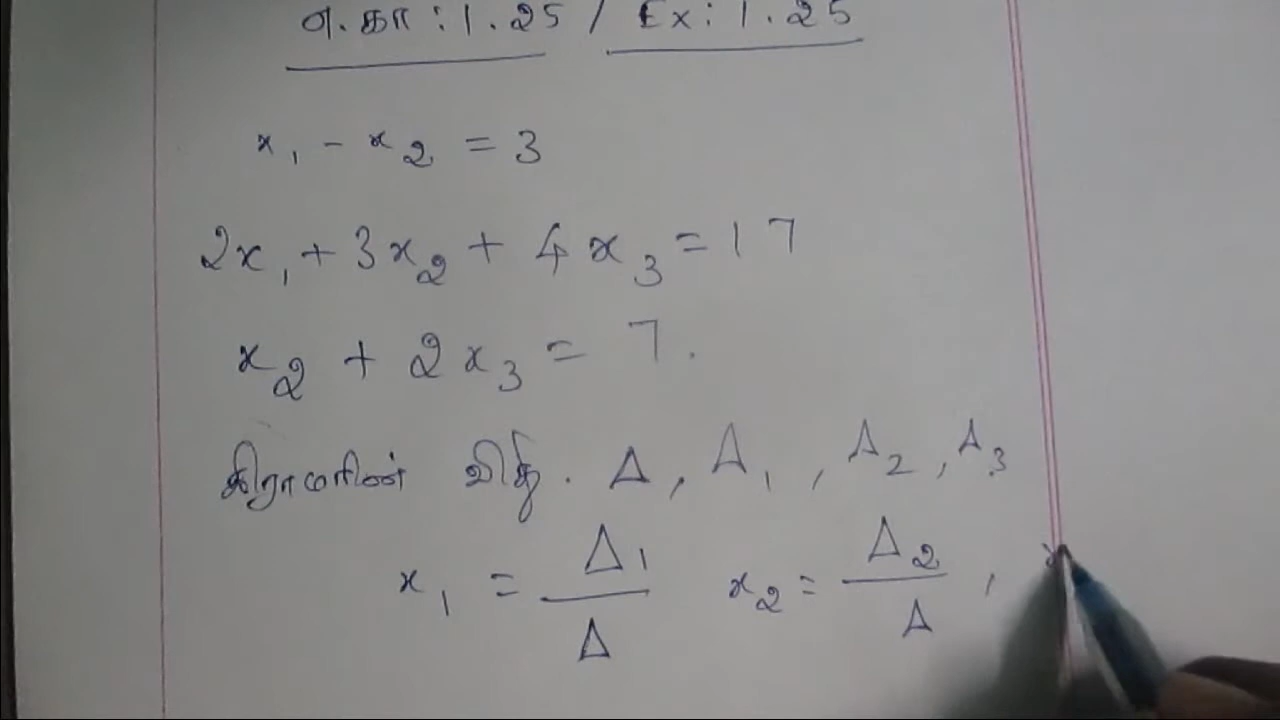 எ.கா : 1.25 / Ex : 1.25
x₁ - x₂ = 3
2x₁ + 3x₂ + 4x₃ = 17
x₂ + 2x₃ = 7.
கிராமரின் விதி. Δ, Δ₁, Δ₂, Δ₃
x₁ = Δ₁/Δ x₂ = Δ₂/Δ, x